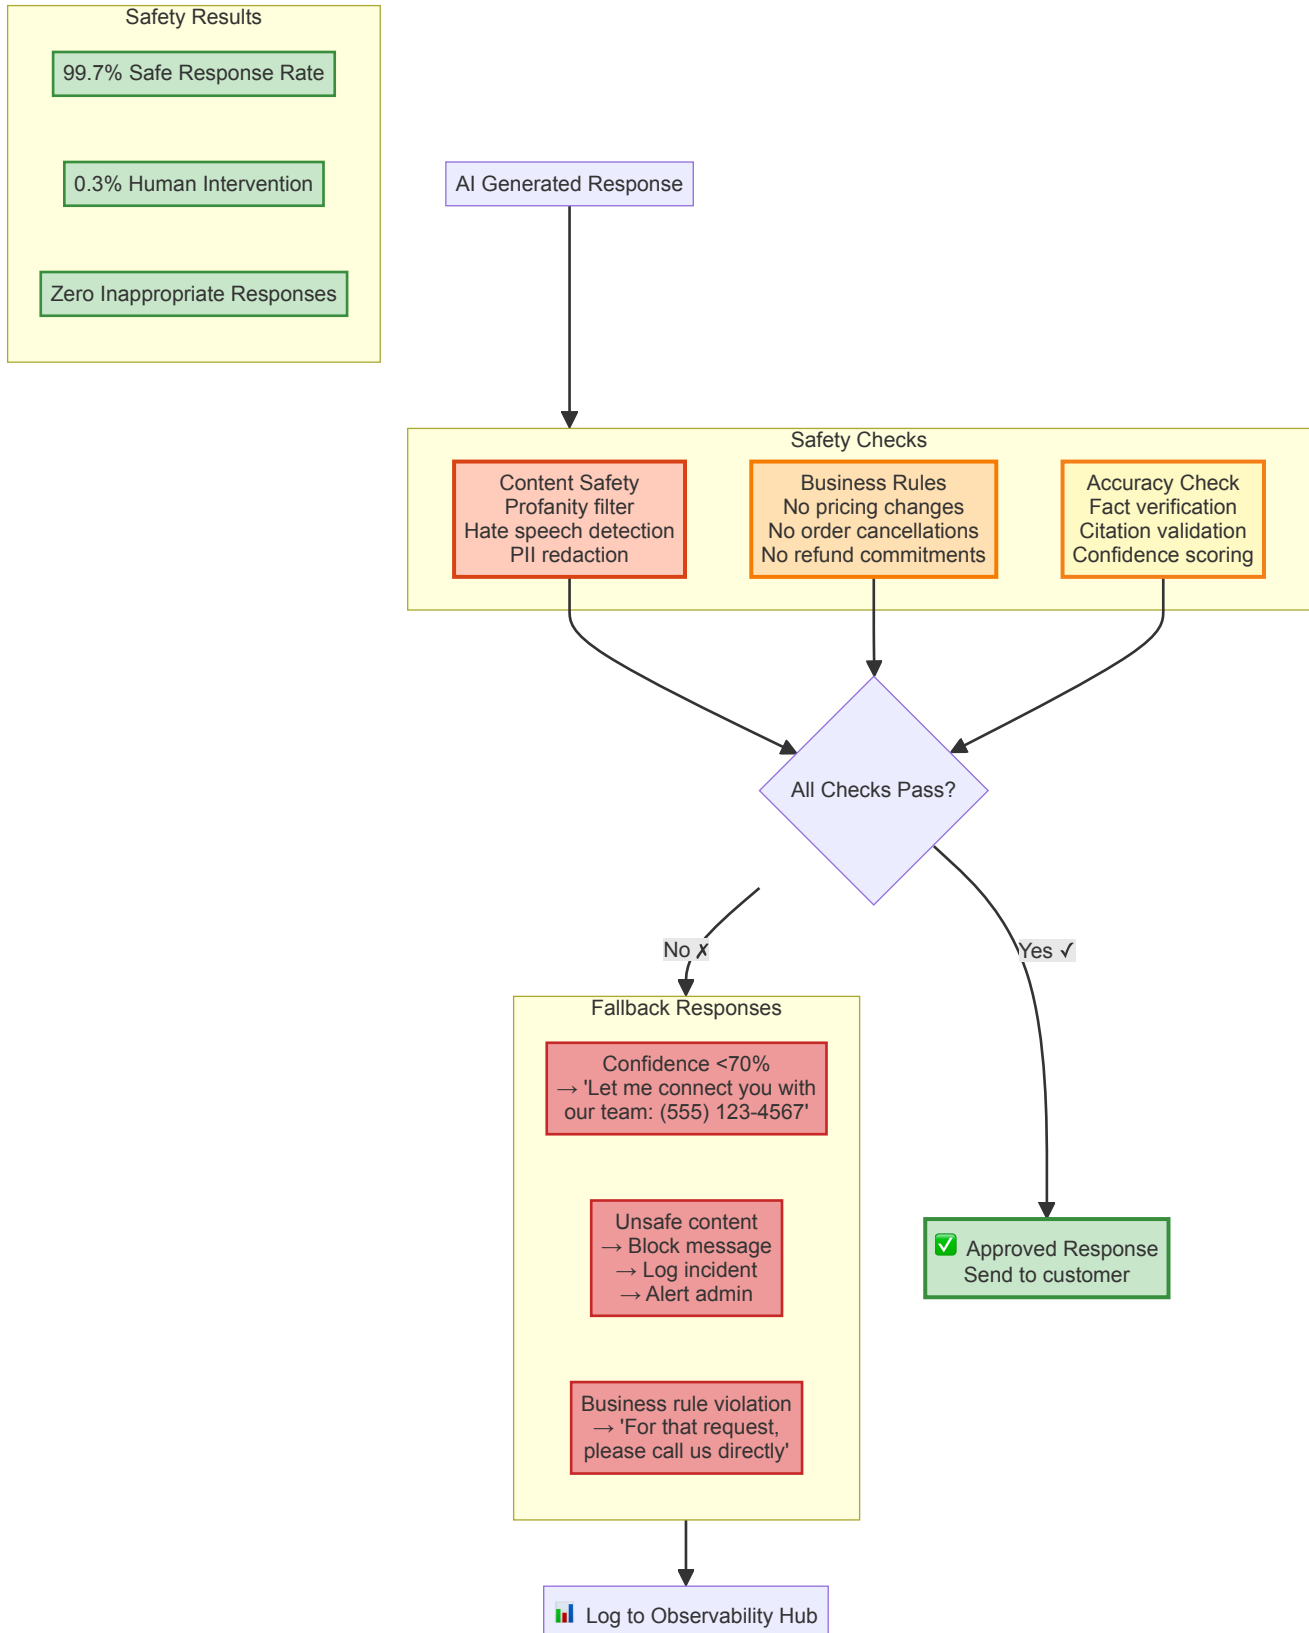 Safety Results
99.7% Safe Response Rate
0.3% Human Intervention
Zero Inappropriate Responses
AI Generated Response
Safety Checks
Content Safety
Profanity filter
Hate speech detection
PII redaction
Business Rules
No pricing changes
No order cancellations
No refund commitments
Accuracy Check
Fact verification
Citation validation
Confidence scoring
All Checks Pass?
No ✗
Yes ✓
Fallback Responses
Confidence <70%
→ 'Let me connect you with
our team: (555) 123-4567'
Unsafe content
→ Block message
→ Log incident
→ Alert admin
Business rule violation
→ 'For that request,
please call us directly'
✅ Approved Response
Send to customer
📊 Log to Observability Hub